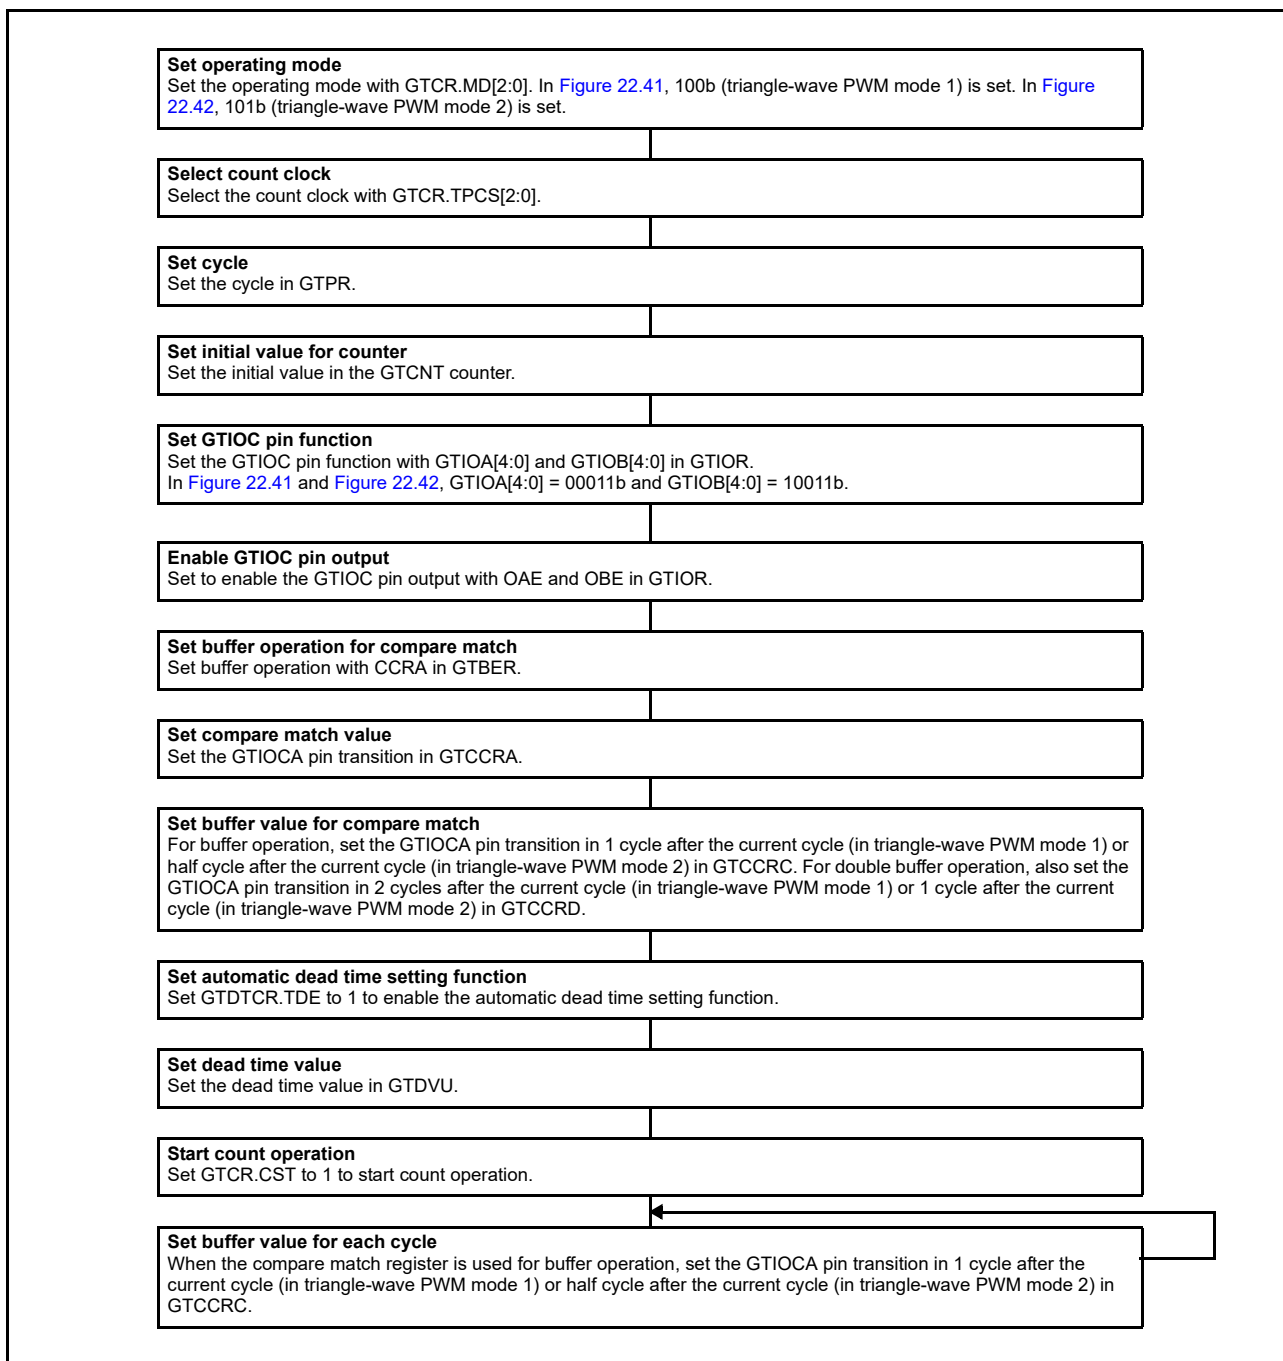 Set operating mode
Set the operating mode with GTCR.MD[2:0]. In Figure 22.41, 100b (triangle-wave PWM mode 1) is set. In Figure
22.42, 101b (triangle-wave PWM mode 2) is set.
Select count clock
Select the count clock with GTCR.TPCS[2:0].
Set cycle
Set the cycle in GTPR.
Set initial value for counter
Set the initial value in the GTCNT counter.
Set GTIOC pin function
Set the GTIOC pin function with GTIOA[4:0] and GTIOB[4:0] in GTIOR.
In Figure 22.41 and Figure 22.42, GTIOA[4:0] = 00011b and GTIOB[4:0] = 10011b.
Enable GTIOC pin output
Set to enable the GTIOC pin output with OAE and OBE in GTIOR.
Set buffer operation for compare match
Set buffer operation with CCRA in GTBER.
Set compare match value
Set the GTIOCA pin transition in GTCCRA.
Set buffer value for compare match
For buffer operation, set the GTIOCA pin transition in 1 cycle after the current cycle (in triangle-wave PWM mode 1) or
half cycle after the current cycle (in triangle-wave PWM mode 2) in GTCCRC. For double buffer operation, also set the
GTIOCA pin transition in 2 cycles after the current cycle (in triangle-wave PWM mode 1) or 1 cycle after the current
cycle (in triangle-wave PWM mode 2) in GTCCRD.
Set automatic dead time setting function
Set GTDTCR.TDE to 1 to enable the automatic dead time setting function.
Set dead time value
Set the dead time value in GTDVU.
Start count operation
Set GTCR.CST to 1 to start count operation.
Set buffer value for each cycle
When the compare match register is used for buffer operation, set the GTIOCA pin transition in 1 cycle after the
current cycle (in triangle-wave PWM mode 1) or half cycle after the current cycle (in triangle-wave PWM mode 2) in
GTCCRC.